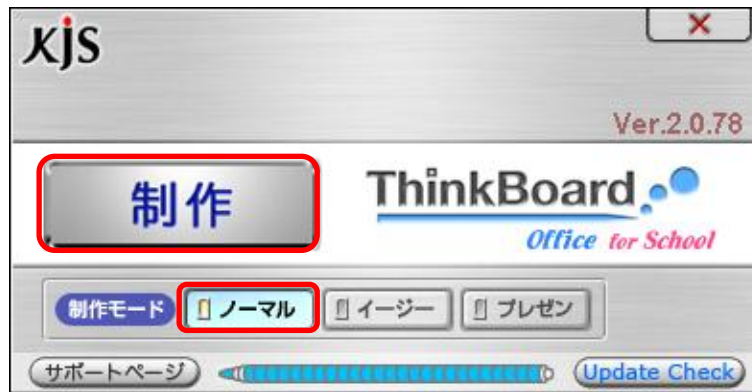 KJS
Ver.2.0.78
制作
ThinkBoard
Office for School
制作モード ノーマル イージー プレゼン
サポートページ Update Check